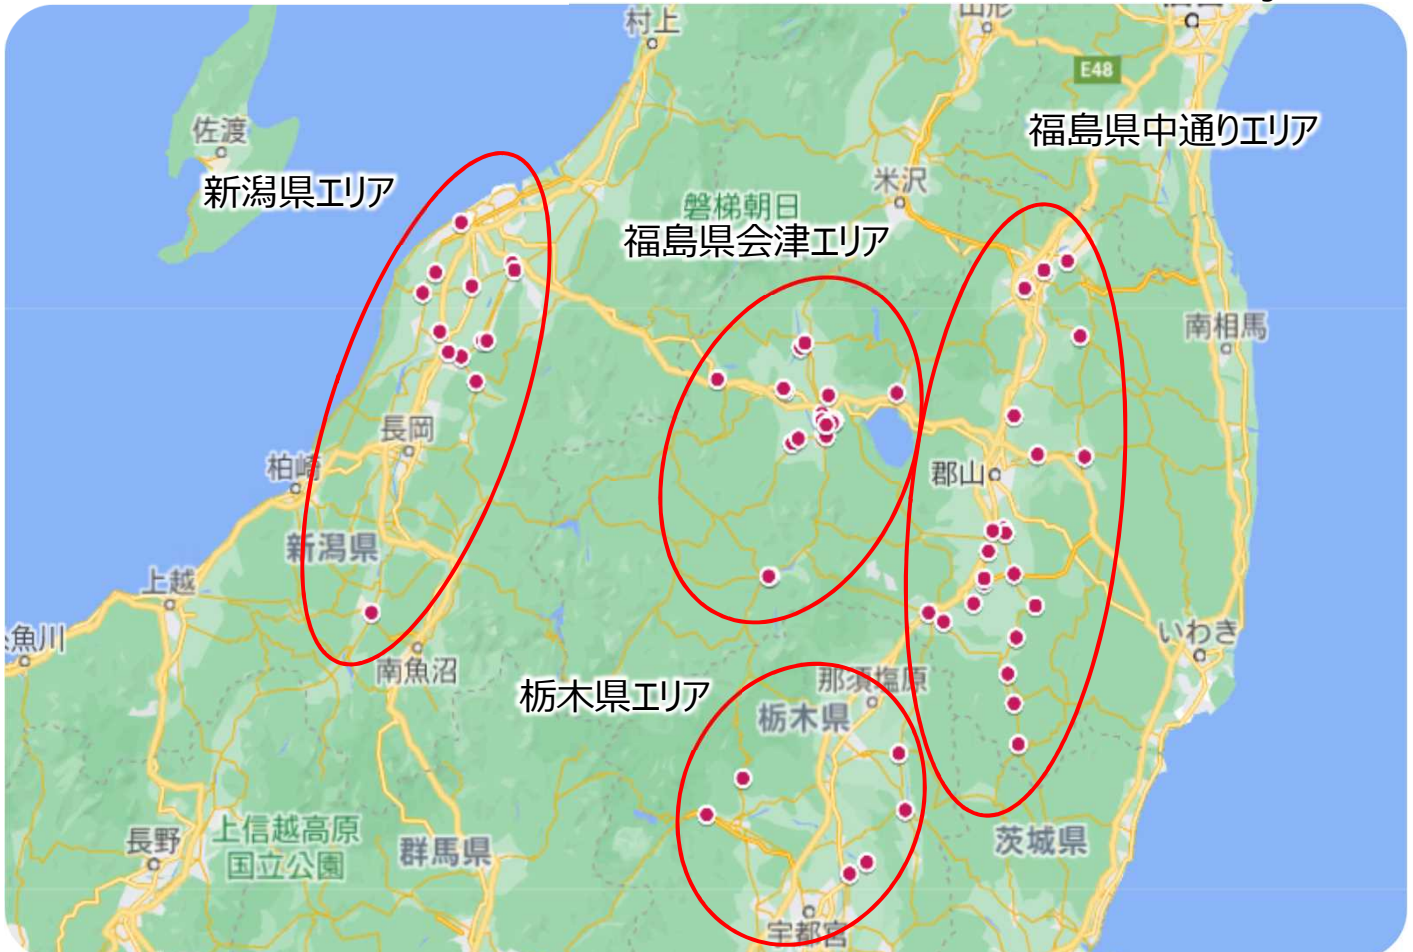 村上
山形
E48
佐渡
福島県中通りエリア
新潟県エリア
米沢
磐梯朝日
福島県会津エリア
南相馬
長岡
柏崎
郡山
新潟県
上越
魚川
いわき
南魚沼
栃木県エリア
那須塩原
栃木県
長野
上信越高原
国立公園
群馬県
茨城県
宇都宮